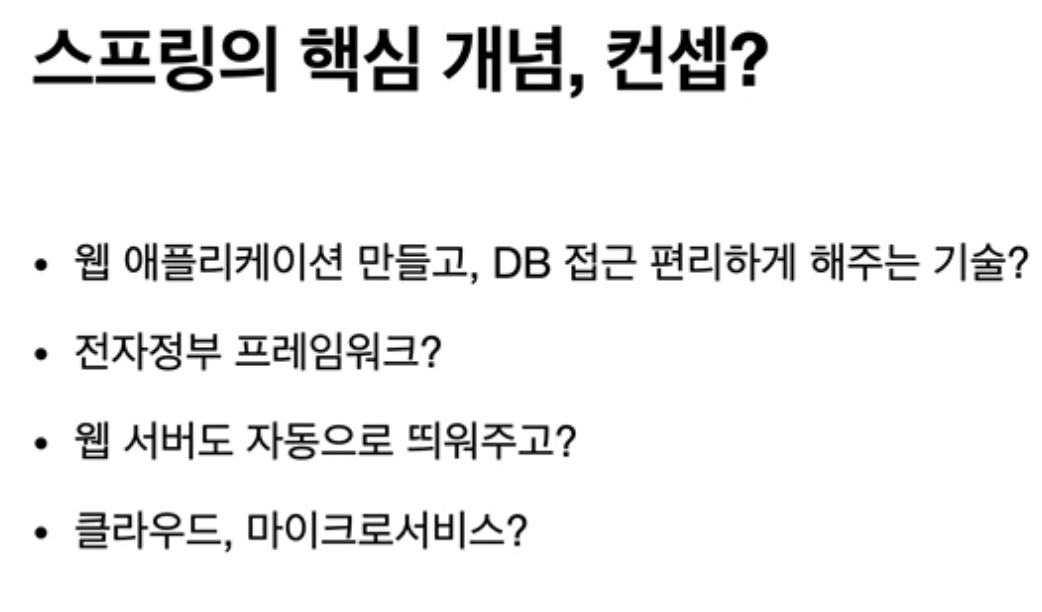 스프링의 핵심 개념, 컨셉?
• 웹 애플리케이션 만들고, DB 접근 편리하게 해주는 기술?
• 전자정부 프레임워크?
• 웹 서버도 자동으로 띄워주고?
• 클라우드, 마이크로서비스?